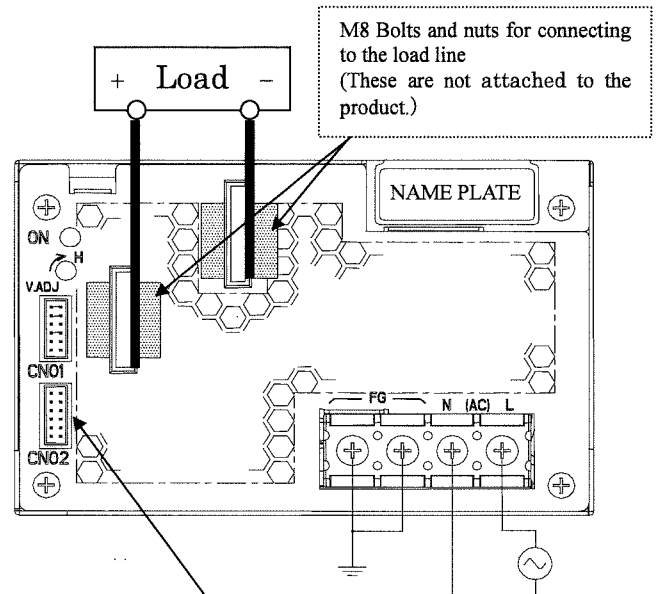 M8 Bolts and nuts for connecting
to the load line
(These are not attached to the
product.)
+ Load −
NAME PLATE
ON
H
V.ADJ
CN01
CN02
FG N (AC) L